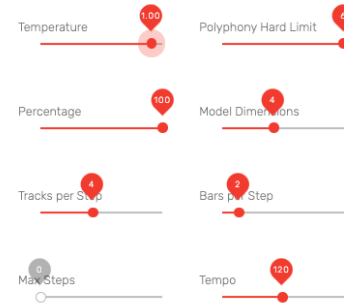 1.00
6
Temperature
Polyphony Hard Limit
100
4
Percentage
Model Dimensions
4
2
Tracks per Step
Bars per Step
0
120
Max Steps
Tempo